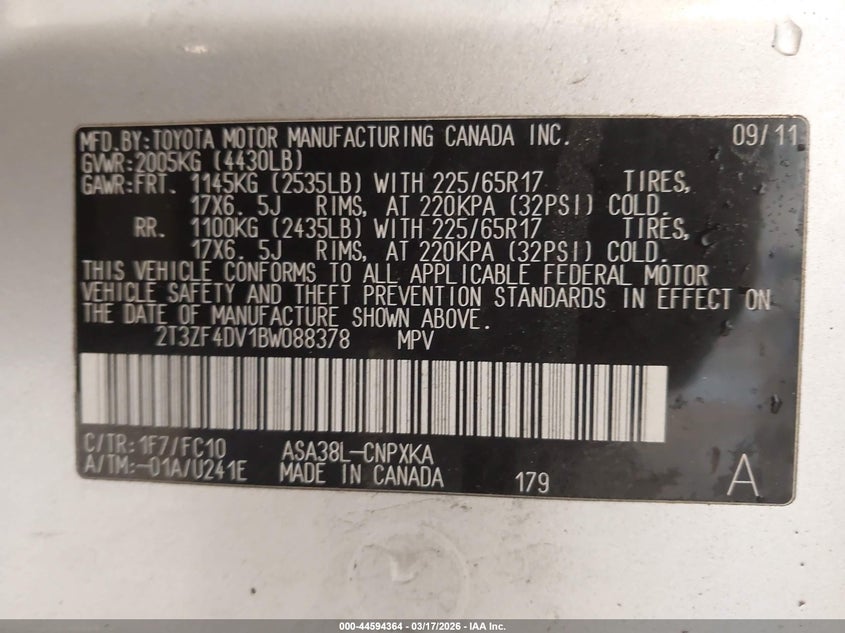 MFD.BY:TOYOTA MOTOR MANUFACTURING CANADA INC. 09/11
GVWR:2005KG (4430LB)
GAWR:FRT. 1145KG (2535LB) WITH 225/65R17 TIRES,
17X6. 5J RIMS, AT 220KPA (32PSI) COLD.
RR. 1100KG (2435LB) WITH 225/65R17 TIRES,
17X6. 5J RIMS, AT 220KPA (32PSI) COLD.
THIS VEHICLE CONFORMS TO ALL APPLICABLE FEDERAL MOTOR
VEHICLE SAFETY AND THEFT PREVENTION STANDARDS IN EFFECT ON
THE DATE OF MANUFACTURE SHOWN ABOVE.
2T3ZF4DV1BW088378 MPV
C/TR:1F7/FC10 ASA38L-CNPXKA
A/TM:-01A/U241E MADE IN CANADA 179 A
000-44594364 | 03/17/2026 | IAA Inc.